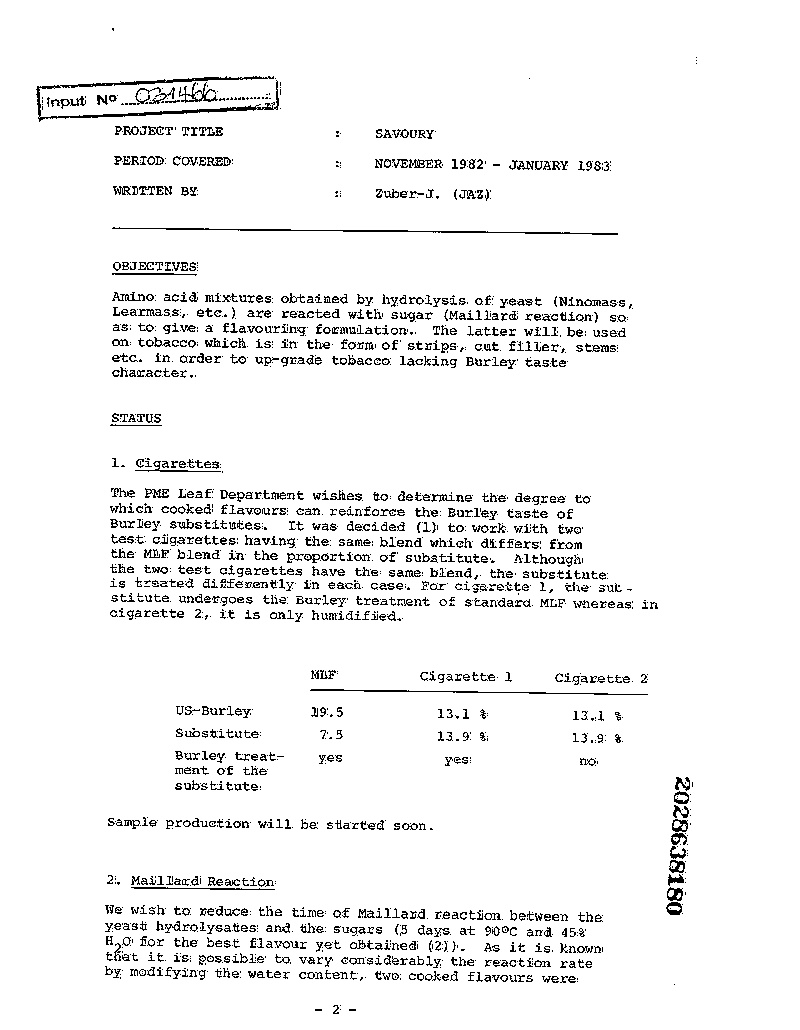 Input No 031466
PROJECT TITLE : SAVOURY
PERIOD COVERED : NOVEMBER 1982 - JANUARY 1983
WRITTEN BY : Zuber-J. (JAZ)
OBJECTIVES
Amino acid mixtures obtained by hydrolysis of yeast (Ninomass,
Learmass, etc.) are reacted with sugar (Maillard reaction) so
as to give a flavouring formulation. The latter will be used
on tobacco which is in the form of strips, cut filler, stems
etc. in order to up-grade tobacco lacking Burley taste
character.
STATUS
1. Cigarettes
The PME Leaf Department wishes to determine the degree to
which cooked flavours can reinforce the Burley taste of
Burley substitutes. It was decided (1) to work with two
test cigarettes having the same blend which differs from
the MLF blend in the proportion of substitute. Although
the two test cigarettes have the same blend, the substitute
is treated differently in each case. For cigarette 1, the sub-
stitute undergoes the Burley treatment of standard MLF whereas in
cigarette 2, it is only humidified.
MLF Cigarette 1 Cigarette 2
US-Burley 19.5 13.1 % 13.1 %
Substitute 7.5 13.9 % 13.9 %
Burley treat- yes yes no
ment of the
substitute
Sample production will be started soon.
2. Maillard Reaction
We wish to reduce the time of Maillard reaction between the
yeast hydrolysates and the sugars (5 days at 90°C and 45%
H2O for the best flavour yet obtained (2)). As it is known
that it is possible to vary considerably the reaction rate
by modifying the water content, two cooked flavours were
- 2 -
2028638180